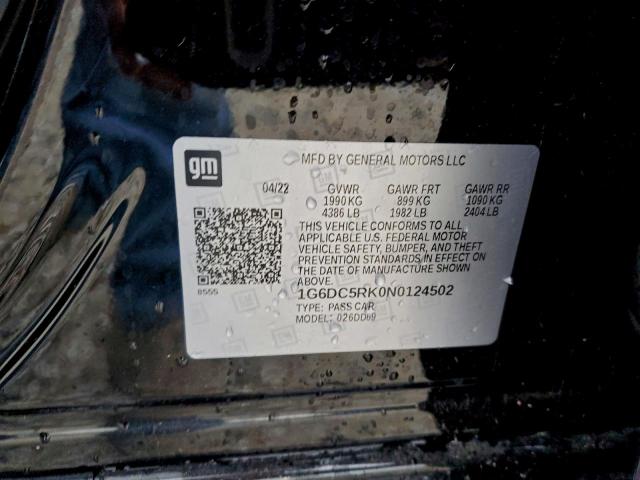 gm
MFD BY GENERAL MOTORS LLC
04/22 GVWR GAWR FRT GAWR RR
1990 KG 899 KG 1090 KG
4386 LB 1982 LB 2404 LB
THIS VEHICLE CONFORMS TO ALL
APPLICABLE U.S. FEDERAL MOTOR
VEHICLE SAFETY, BUMPER, AND THEFT
PREVENTION STANDARDS IN EFFECT ON
THE DATE OF MANUFACTURE SHOWN
ABOVE.
8555
1G6DC5RK0N0124502
TYPE: PASS CAR
MODEL: 026DD69